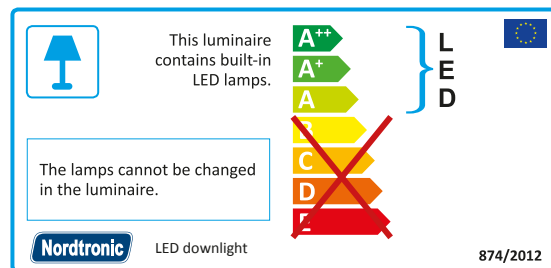 This luminaire
contains built-in
LED lamps.
A++
A+
A
B
C
D
E
L
E
D
The lamps cannot be changed
in the luminaire.
Nordtronic
LED downlight
874/2012